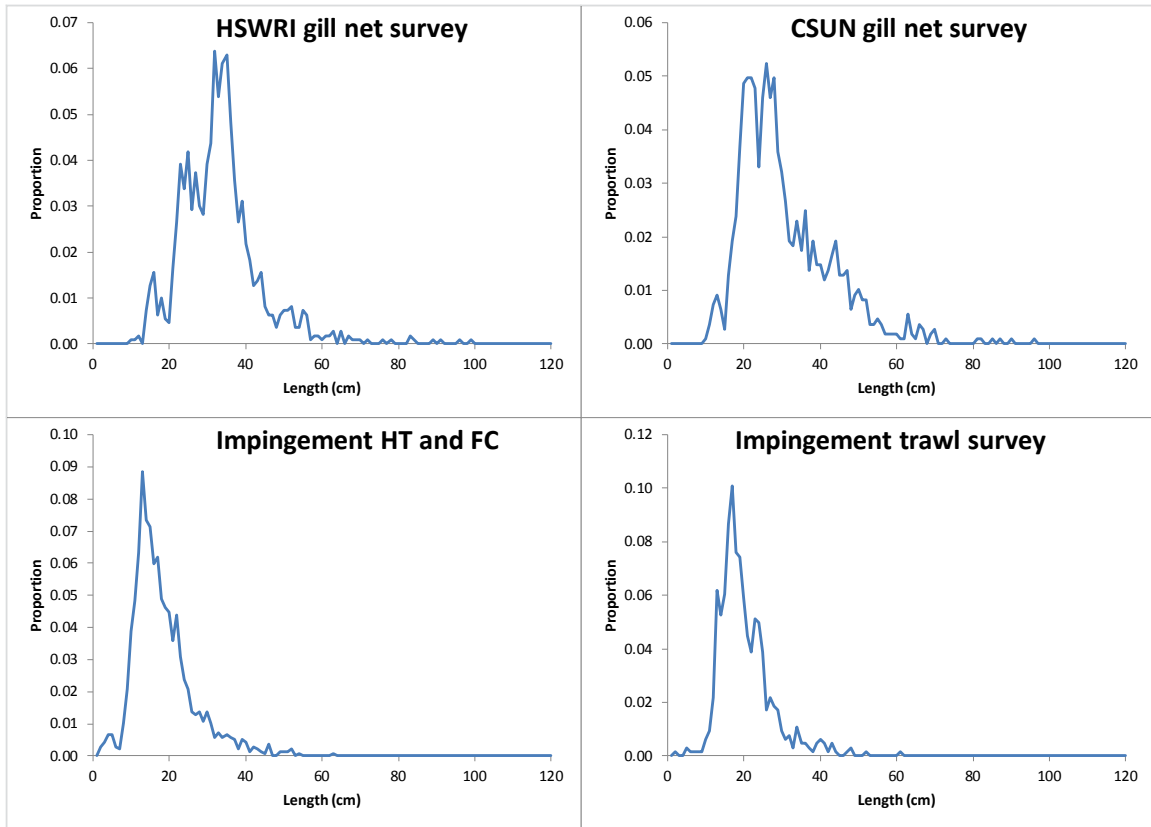 HSWRI gill net survey
0.07
0.06
0.05
0.04
0.03
0.02
0.01
0.00
Proportion
0 20 40 60 80 100 120
Length (cm)
CSUN gill net survey
0.06
0.05
0.04
0.03
0.02
0.01
0.00
Proportion
0 20 40 60 80 100 120
Length (cm)
Impingement HT and FC
0.10
0.09
0.08
0.07
0.06
0.05
0.04
0.03
0.02
0.01
0.00
Proportion
0 20 40 60 80 100 120
Length (cm)
Impingement trawl survey
0.12
0.10
0.08
0.06
0.04
0.02
0.00
Proportion
0 20 40 60 80 100 120
Length (cm)